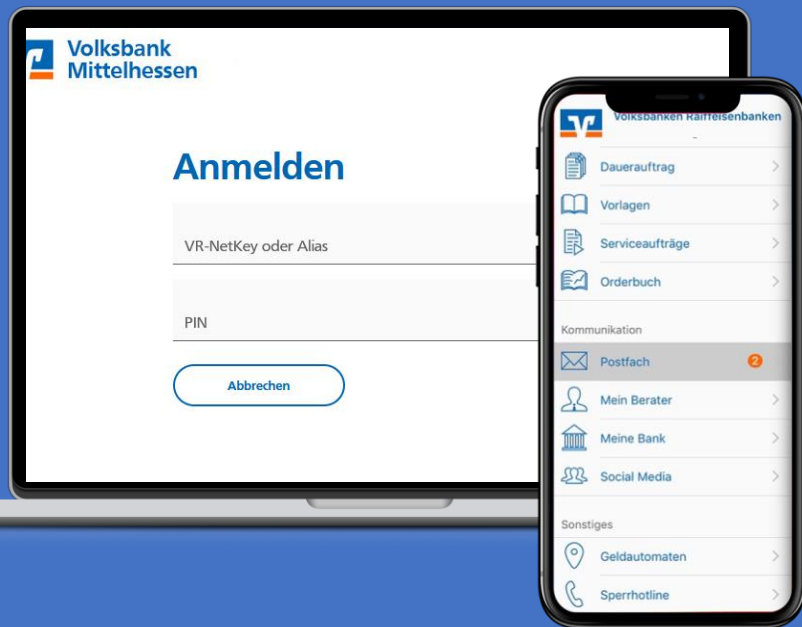 Volksbank
Mittelhessen
Anmelden
VR-NetKey oder Alias
PIN
Abbrechen
Volksbanken Raiffeisenbanken
Dauerauftrag
Vorlagen
Serviceaufträge
Orderbuch
Kommunikation
Postfach 2
Mein Berater
Meine Bank
Social Media
Sonstiges
Geldautomaten
Sperrhotline